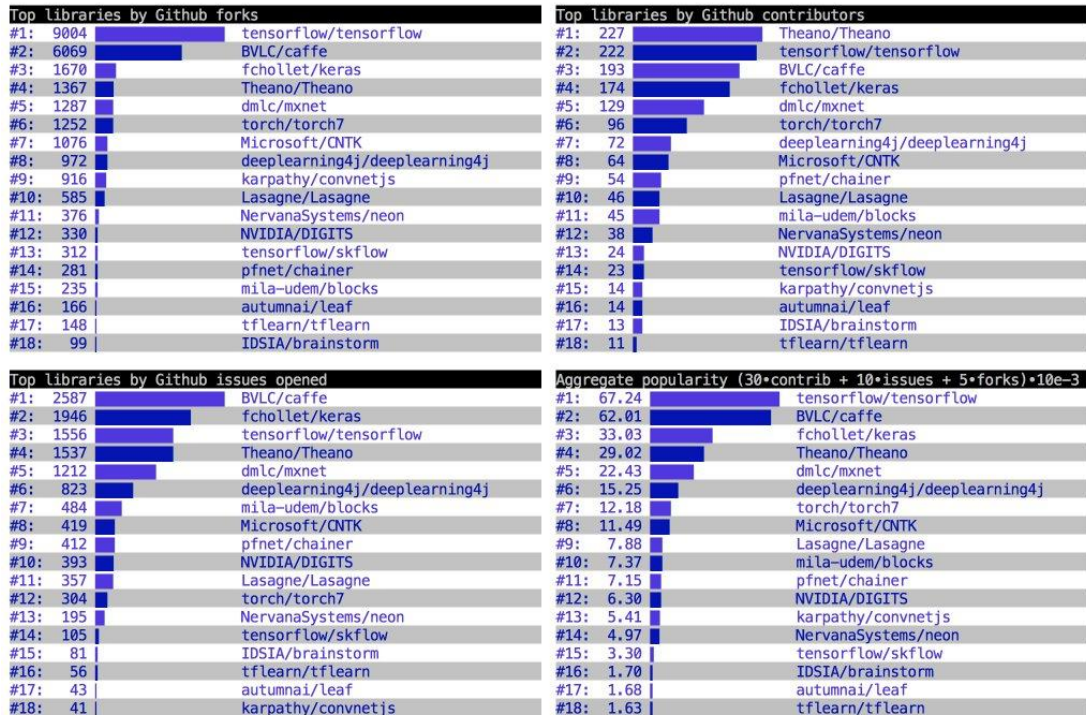 Top libraries by Github forks
#1: 9004 tensorflow/tensorflow
#2: 6069 BVLC/caffe
#3: 1670 fchollet/keras
#4: 1367 Theano/Theano
#5: 1287 dmlc/mxnet
#6: 1252 torch/torch7
#7: 1076 Microsoft/CNTK
#8: 972 deeplearning4j/deeplearning4j
#9: 916 karpathy/convnetjs
#10: 585 Lasagne/Lasagne
#11: 376 NervanaSystems/neon
#12: 330 NVIDIA/DIGITS
#13: 312 tensorflow/skflow
#14: 281 pfnet/chainer
#15: 235 mila-udem/blocks
#16: 166 autumnai/leaf
#17: 148 tflearn/tflearn
#18: 99 IDSIA/brainstorm
Top libraries by Github contributors
#1: 227 Theano/Theano
#2: 222 tensorflow/tensorflow
#3: 193 BVLC/caffe
#4: 174 fchollet/keras
#5: 129 dmlc/mxnet
#6: 96 torch/torch7
#7: 72 deeplearning4j/deeplearning4j
#8: 64 Microsoft/CNTK
#9: 54 pfnet/chainer
#10: 46 Lasagne/Lasagne
#11: 45 mila-udem/blocks
#12: 38 NervanaSystems/neon
#13: 24 NVIDIA/DIGITS
#14: 23 tensorflow/skflow
#15: 14 karpathy/convnetjs
#16: 14 autumnai/leaf
#17: 13 IDSIA/brainstorm
#18: 11 tflearn/tflearn
Top libraries by Github issues opened
#1: 2587 BVLC/caffe
#2: 1946 fchollet/keras
#3: 1556 tensorflow/tensorflow
#4: 1537 Theano/Theano
#5: 1212 dmlc/mxnet
#6: 823 deeplearning4j/deeplearning4j
#7: 484 mila-udem/blocks
#8: 419 Microsoft/CNTK
#9: 412 pfnet/chainer
#10: 393 NVIDIA/DIGITS
#11: 357 Lasagne/Lasagne
#12: 304 torch/torch7
#13: 195 NervanaSystems/neon
#14: 105 tensorflow/skflow
#15: 81 IDSIA/brainstorm
#16: 56 tflearn/tflearn
#17: 43 autumnai/leaf
#18: 41 karpathy/convnetjs
Aggregate popularity (30•contrib + 10•issues + 5•forks)•10e-3
#1: 67.24 tensorflow/tensorflow
#2: 62.01 BVLC/caffe
#3: 33.03 fchollet/keras
#4: 29.02 Theano/Theano
#5: 22.43 dmlc/mxnet
#6: 15.25 deeplearning4j/deeplearning4j
#7: 12.18 torch/torch7
#8: 11.49 Microsoft/CNTK
#9: 7.88 Lasagne/Lasagne
#10: 7.37 mila-udem/blocks
#11: 7.15 pfnet/chainer
#12: 6.30 NVIDIA/DIGITS
#13: 5.41 karpathy/convnetjs
#14: 4.97 NervanaSystems/neon
#15: 3.30 tensorflow/skflow
#16: 1.70 IDSIA/brainstorm
#17: 1.68 autumnai/leaf
#18: 1.63 tflearn/tflearn